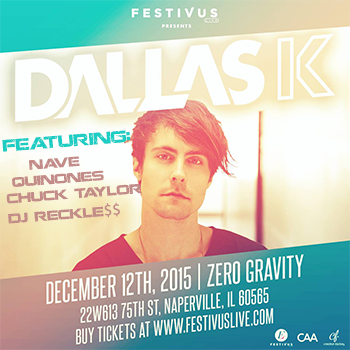 FESTIVUS
PRESENTS
DALLAS K
FEATURING:
NAVE
QUINONES
CHUCK TAYLOR
DJ RECKLE$$
DECEMBER 12TH, 2015 | ZERO GRAVITY
22W613 75TH ST, NAPERVILLE, IL 60565
BUY TICKETS AT WWW.FESTIVUSLIVE.COM
FESTIVUS CAA